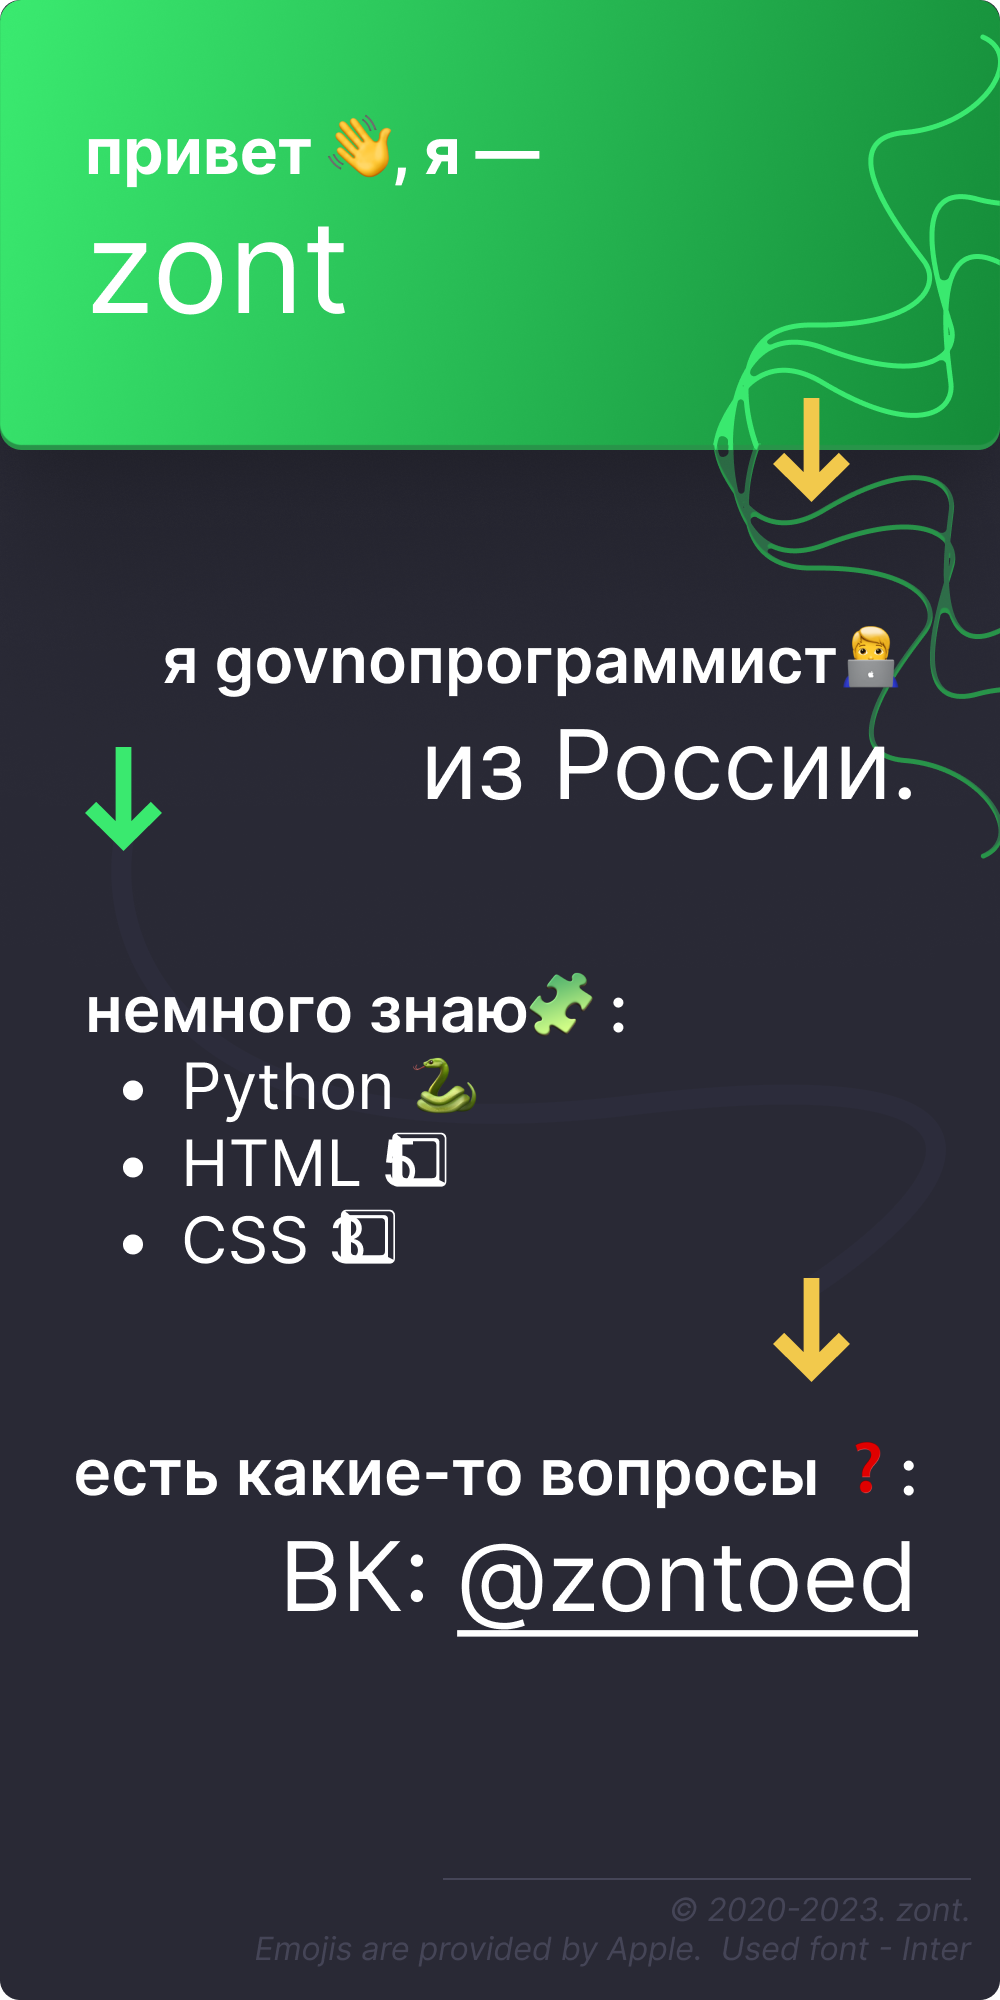 привет 👋, я —
zont
я govnoпрограммист👨‍💻
из России.
немного знаю🧩 :
• Python 🐍
• HTML 5️⃣
• CSS 3️⃣
есть какие-то вопросы ❓:
ВК: @zontoed
© 2020-2023. zont.
Emojis are provided by Apple. Used font - Inter